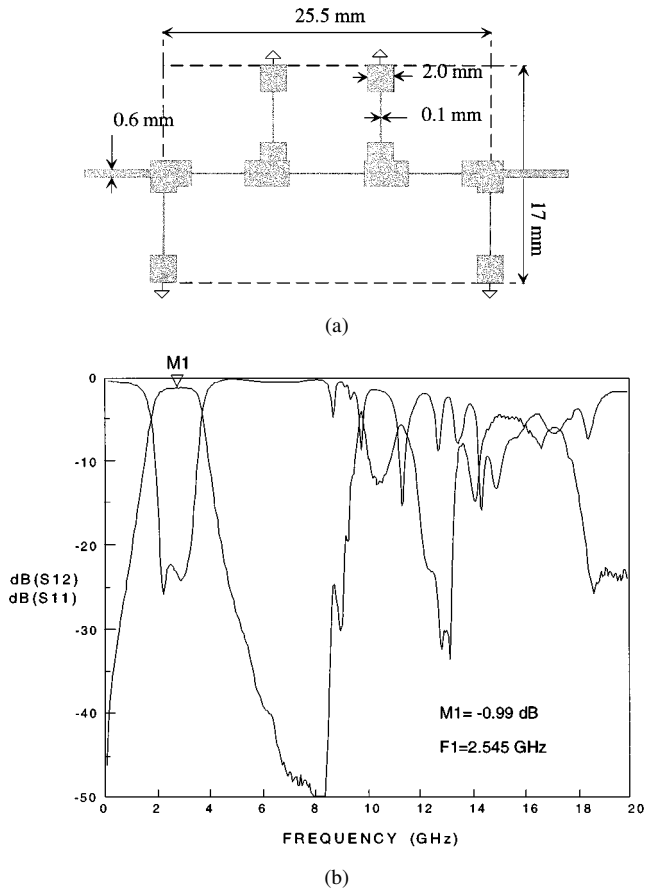 25.5 mm
2.0 mm
0.6 mm
0.1 mm
17 mm
(a)
M1
0
-10
-20
dB(S12)
dB(S11)
-30
-40
-50
M1= -0.99 dB
F1=2.545 GHz
0 2 4 6 8 10 12 14 16 18 20
FREQUENCY (GHz)
(b)